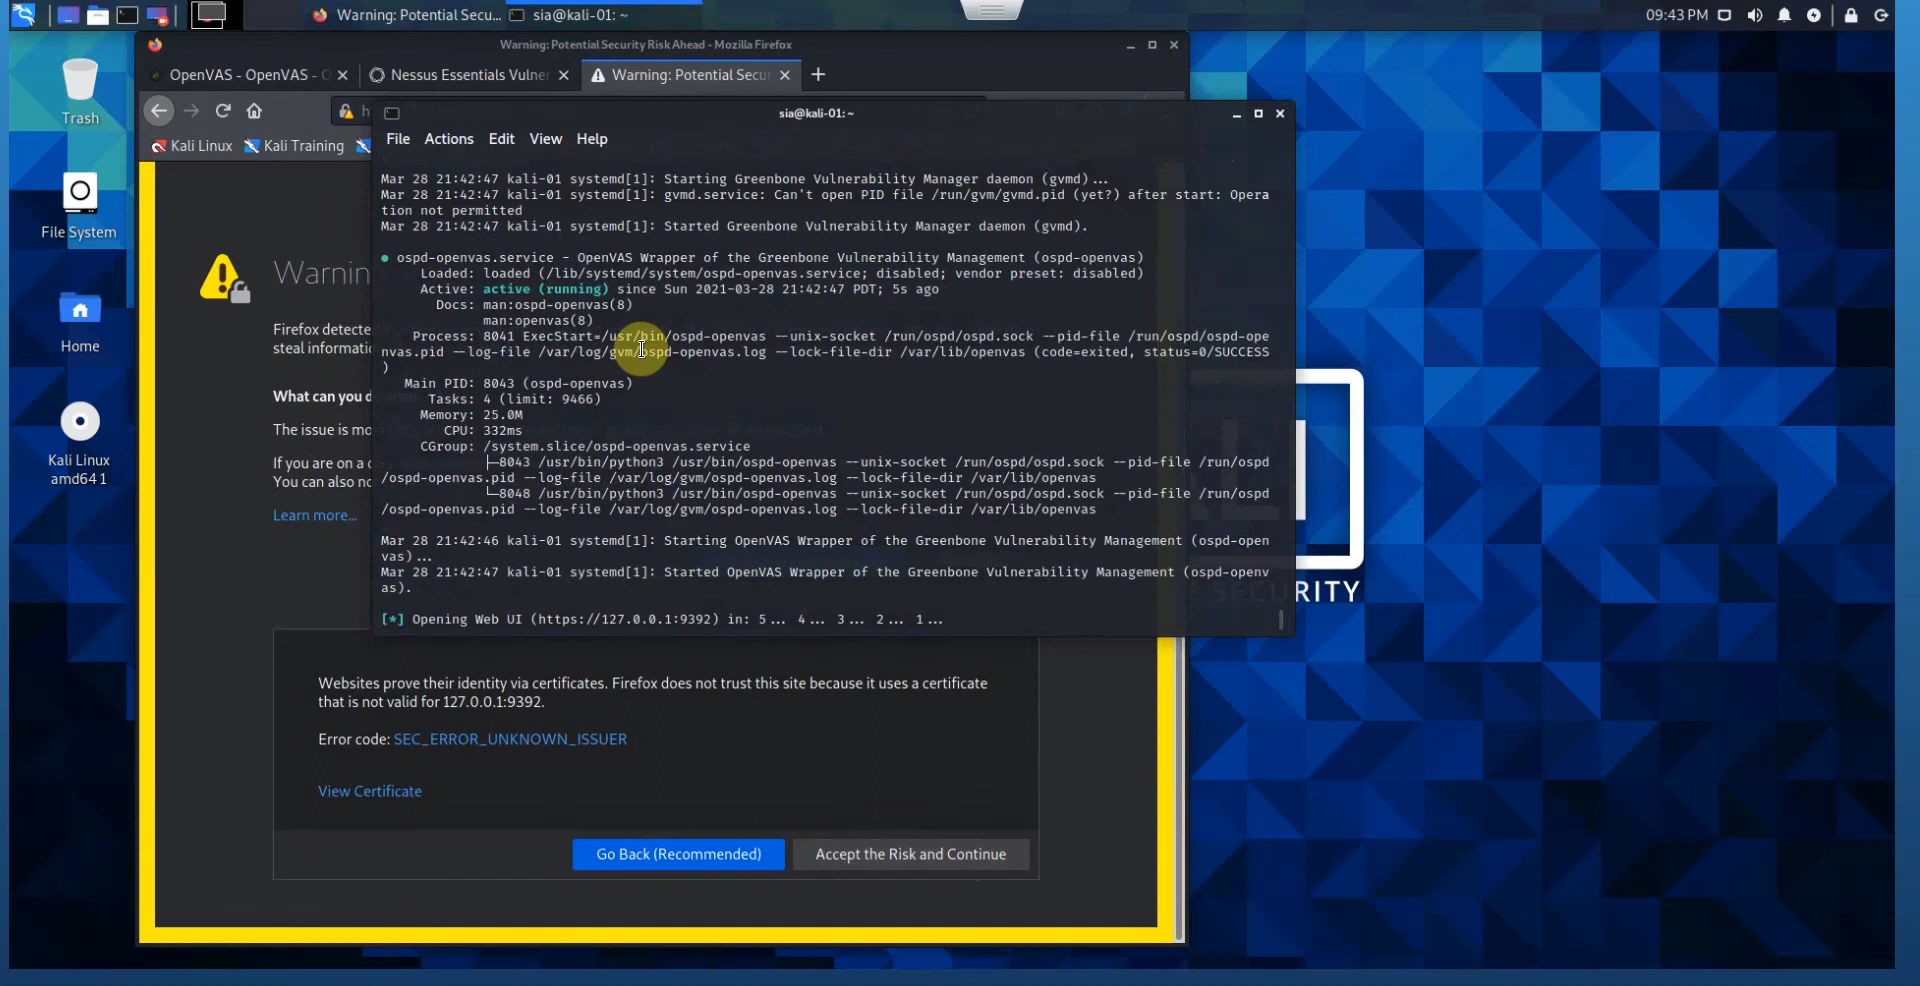 Warning: Potential Secu...
sia@kali-01: ~
09:43 PM
Trash
File System
Home
Kali Linux
amd64 1
Warning: Potential Security Risk Ahead - Mozilla Firefox
OpenVAS - OpenVAS -
Nessus Essentials Vulne
Warning: Potential Secu
Kali Linux
Kali Training
sia@kali-01: ~
File Actions Edit View Help
Mar 28 21:42:47 kali-01 systemd[1]: Starting Greenbone Vulnerability Manager daemon (gvmd)...
Mar 28 21:42:47 kali-01 systemd[1]: gvmd.service: Can't open PID file /run/gvm/gvmd.pid (yet?) after start: Opera
tion not permitted
Mar 28 21:42:47 kali-01 systemd[1]: Started Greenbone Vulnerability Manager daemon (gvmd).
● ospd-openvas.service - OpenVAS Wrapper of the Greenbone Vulnerability Management (ospd-openvas)
Loaded: loaded (/lib/systemd/system/ospd-openvas.service; disabled; vendor preset: disabled)
Active: active (running) since Sun 2021-03-28 21:42:47 PDT; 5s ago
Docs: man:ospd-openvas(8)
man:openvas(8)
Process: 8041 ExecStart=/usr/bin/ospd-openvas --unix-socket /run/ospd/ospd.sock --pid-file /run/ospd/ospd-ope
nvas.pid --log-file /var/log/gvm/ospd-openvas.log --lock-file-dir /var/lib/openvas (code=exited, status=0/SUCCESS
)
Main PID: 8043 (ospd-openvas)
Tasks: 4 (limit: 9466)
Memory: 25.0M
CPU: 332ms
CGroup: /system.slice/ospd-openvas.service
├─8043 /usr/bin/python3 /usr/bin/ospd-openvas --unix-socket /run/ospd/ospd.sock --pid-file /run/ospd
/ospd-openvas.pid --log-file /var/log/gvm/ospd-openvas.log --lock-file-dir /var/lib/openvas
└─8048 /usr/bin/python3 /usr/bin/ospd-openvas --unix-socket /run/ospd/ospd.sock --pid-file /run/ospd
/ospd-openvas.pid --log-file /var/log/gvm/ospd-openvas.log --lock-file-dir /var/lib/openvas
Mar 28 21:42:46 kali-01 systemd[1]: Starting OpenVAS Wrapper of the Greenbone Vulnerability Management (ospd-open
vas)...
Mar 28 21:42:47 kali-01 systemd[1]: Started OpenVAS Wrapper of the Greenbone Vulnerability Management (ospd-openv
as).
[*] Opening Web UI (https://127.0.0.1:9392) in: 5... 4... 3... 2... 1...
Warnin
Firefox detecte
steal informati
What can you d
The issue is mo
If you are on a c
You can also no
Learn more...
SECURITY
Websites prove their identity via certificates. Firefox does not trust this site because it uses a certificate
that is not valid for 127.0.0.1:9392.
Error code: SEC_ERROR_UNKNOWN_ISSUER
View Certificate
Go Back (Recommended)
Accept the Risk and Continue